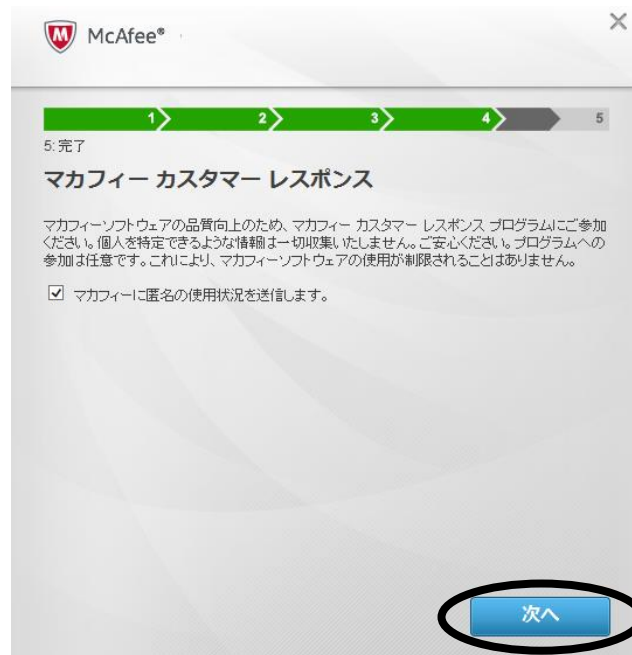 McAfee®
1 2 3 4 5
5: 完了
マカフィー カスタマー レスポンス
マカフィーソフトウェアの品質向上のため、マカフィー カスタマー レスポンス プログラムにご参加
ください。個人を特定できるような情報は一切収集いたしません。ご安心ください。プログラムへの
参加は任意です。これにより、マカフィーソフトウェアの使用が制限されることはありません。
マカフィーに匿名の使用状況を送信します。
次へ